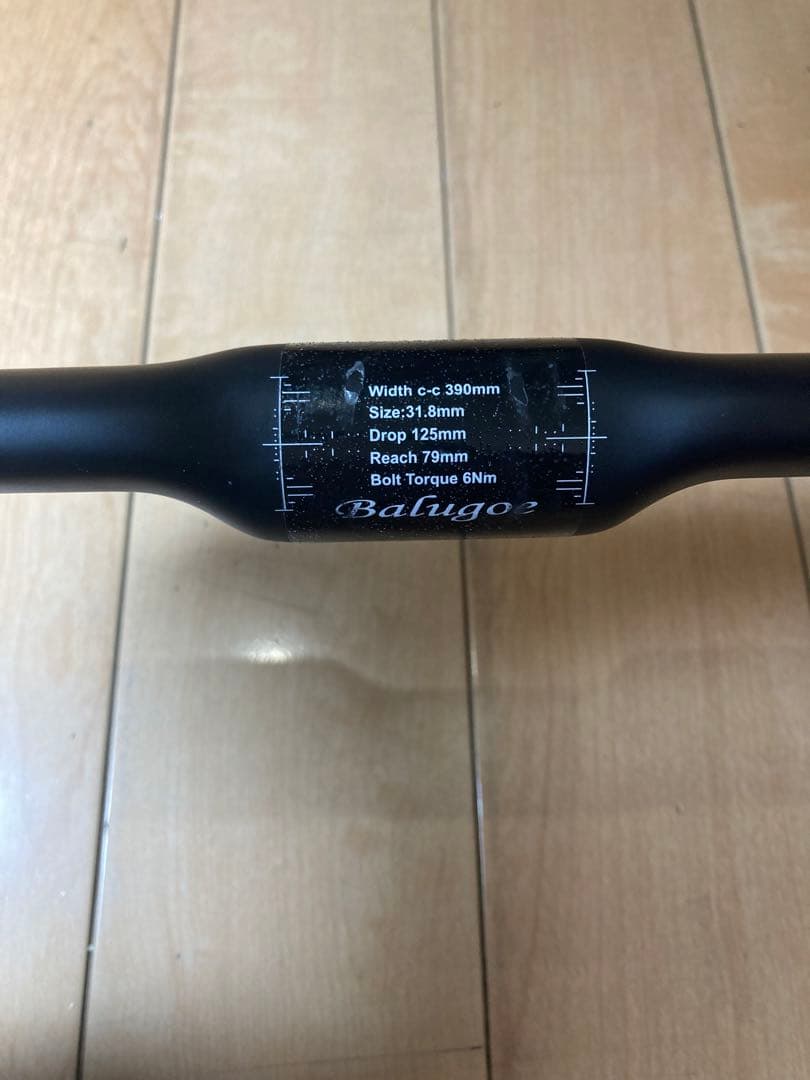 Width c-c 390mm
Size:31.8mm
Drop 125mm
Reach 79mm
Bolt Torque 6Nm
Balugoe